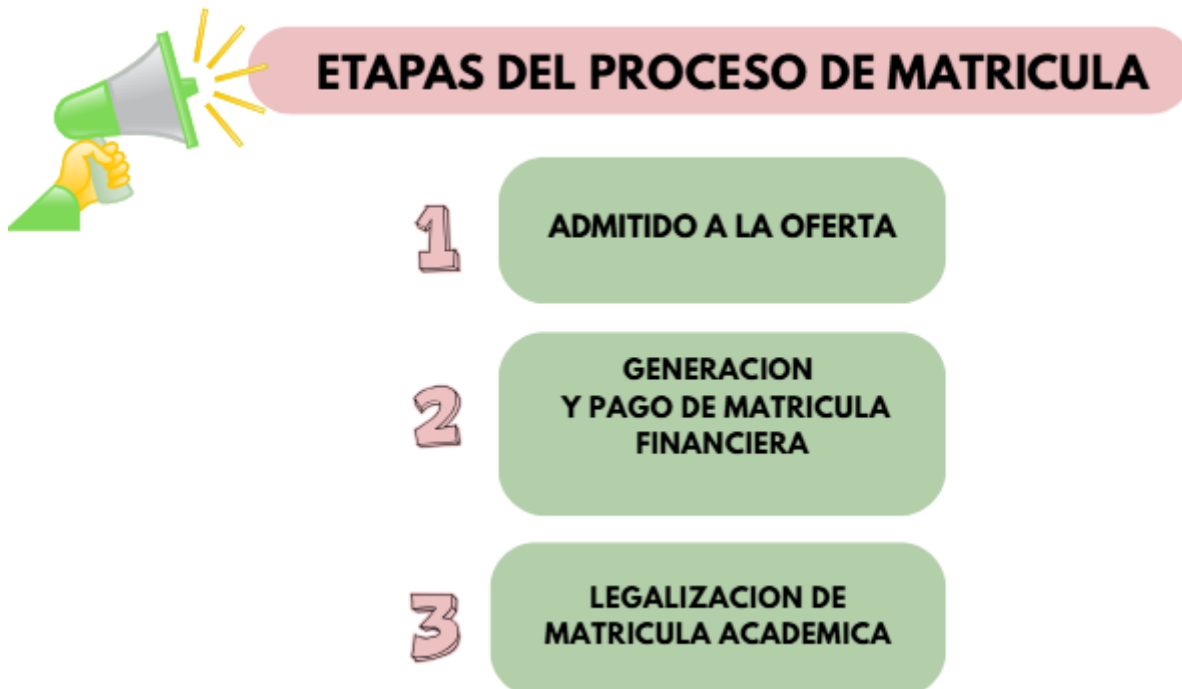 ETAPAS DEL PROCESO DE MATRICULA
1
ADMITIDO A LA OFERTA
2
GENERACION
Y PAGO DE MATRICULA
FINANCIERA
3
LEGALIZACION DE
MATRICULA ACADEMICA